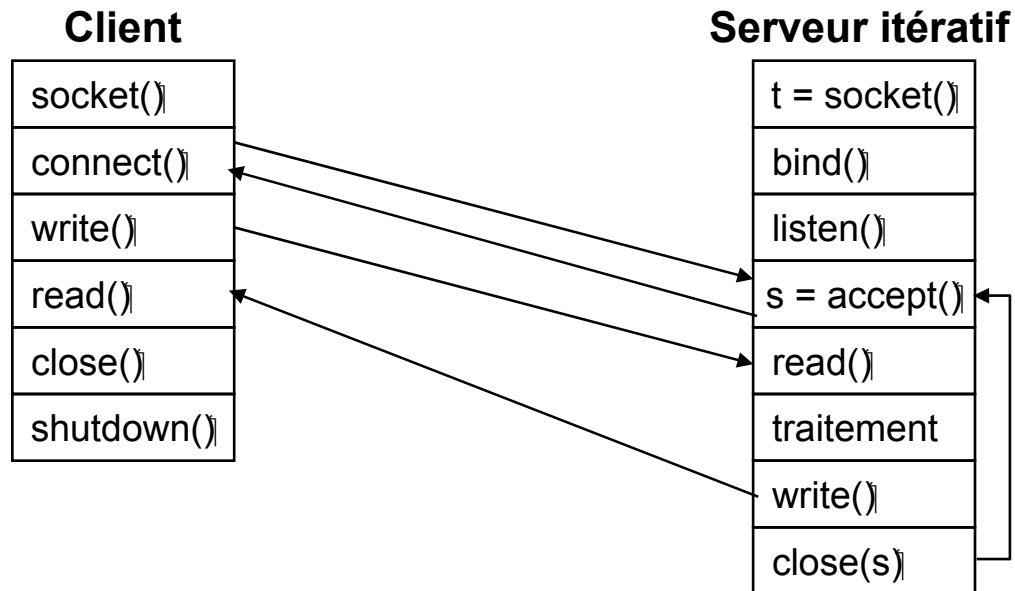 Client
socket()
connect()
write()
read()
close()
shutdown()
Serveur itératif
t = socket()
bind()
listen()
s = accept()
read()
traitement
write()
close(s)